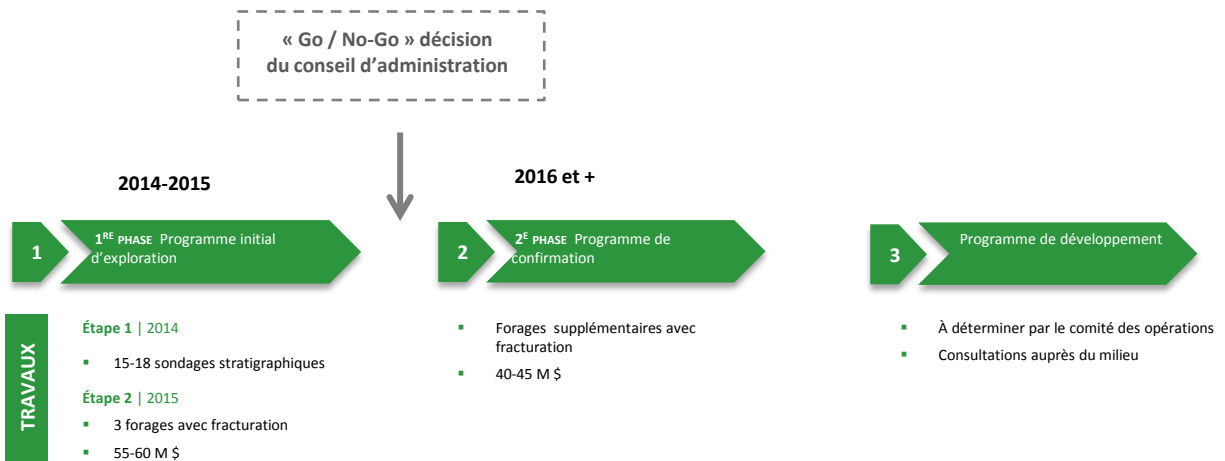 « Go / No-Go » décision
du conseil d’administration
2014-2015
2016 et +
1
1RE PHASE Programme initial
d’exploration
2
2E PHASE Programme de
confirmation
3
Programme de développement
TRAVAUX
Étape 1 | 2014
▪ 15-18 sondages stratigraphiques
Étape 2 | 2015
▪ 3 forages avec fracturation
▪ 55-60 M $
▪ Forages supplémentaires avec
fracturation
▪ 40-45 M $
▪ À déterminer par le comité des opérations
▪ Consultations auprès du milieu